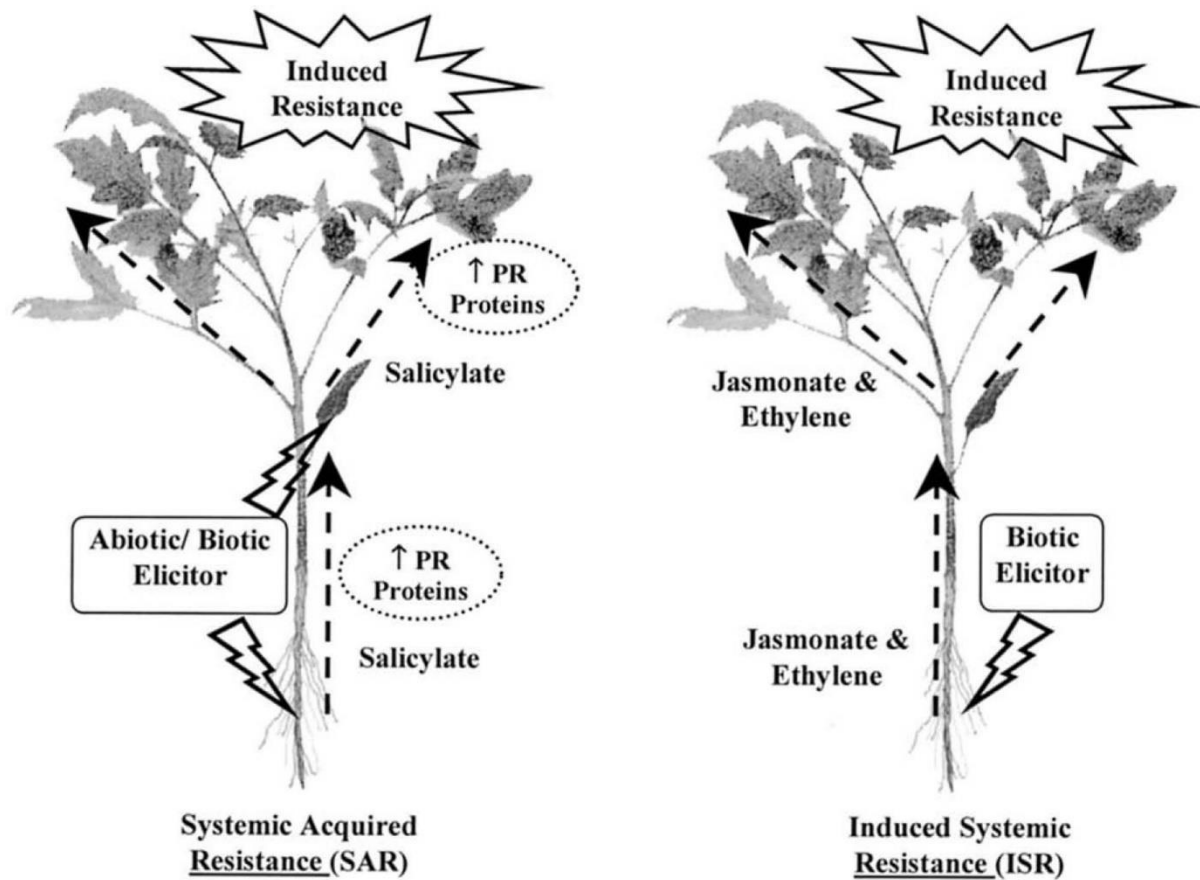 Induced
Resistance
↑ PR
Proteins
Salicylate
Abiotic/ Biotic
Elicitor
↑ PR
Proteins
Salicylate
Systemic Acquired
Resistance (SAR)
Induced
Resistance
Jasmonate &
Ethylene
Biotic
Elicitor
Jasmonate &
Ethylene
Induced Systemic
Resistance (ISR)